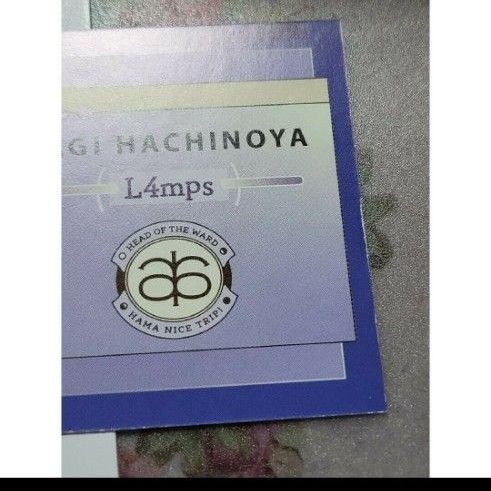 GI HACHINOYA
L4mps
HEAD OF THE WARD
HAMA NICE TRIP!